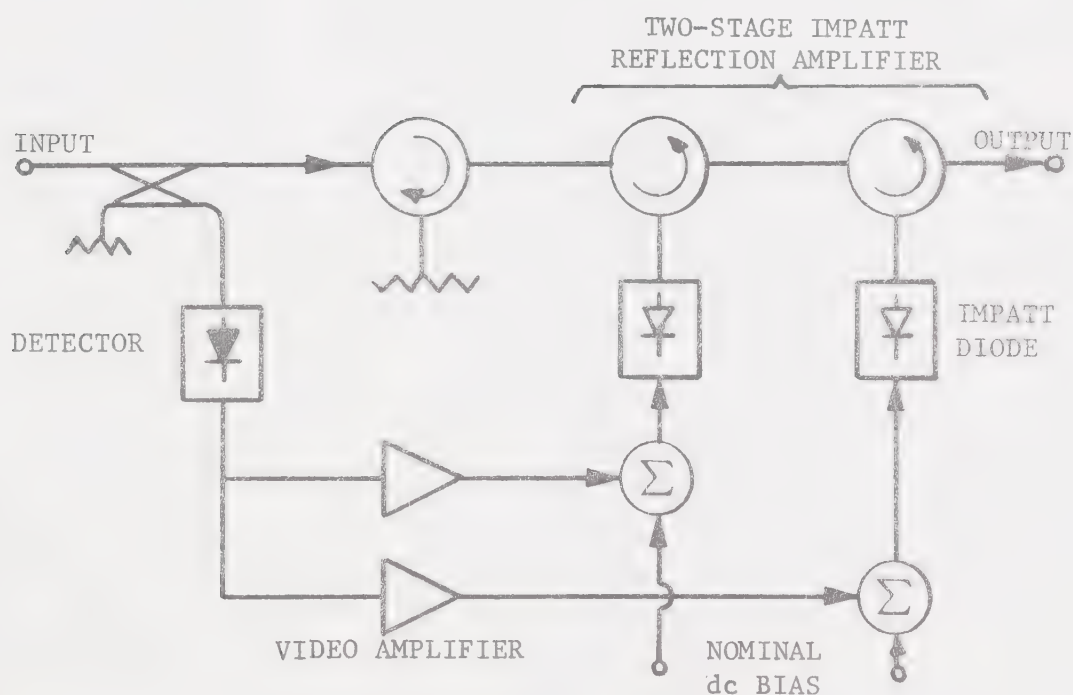 TWO-STAGE IMPATT
REFLECTION AMPLIFIER
INPUT
OUTPUT
DETECTOR
IMPATT
DIODE
Σ
Σ
VIDEO AMPLIFIER
NOMINAL
dc BIAS